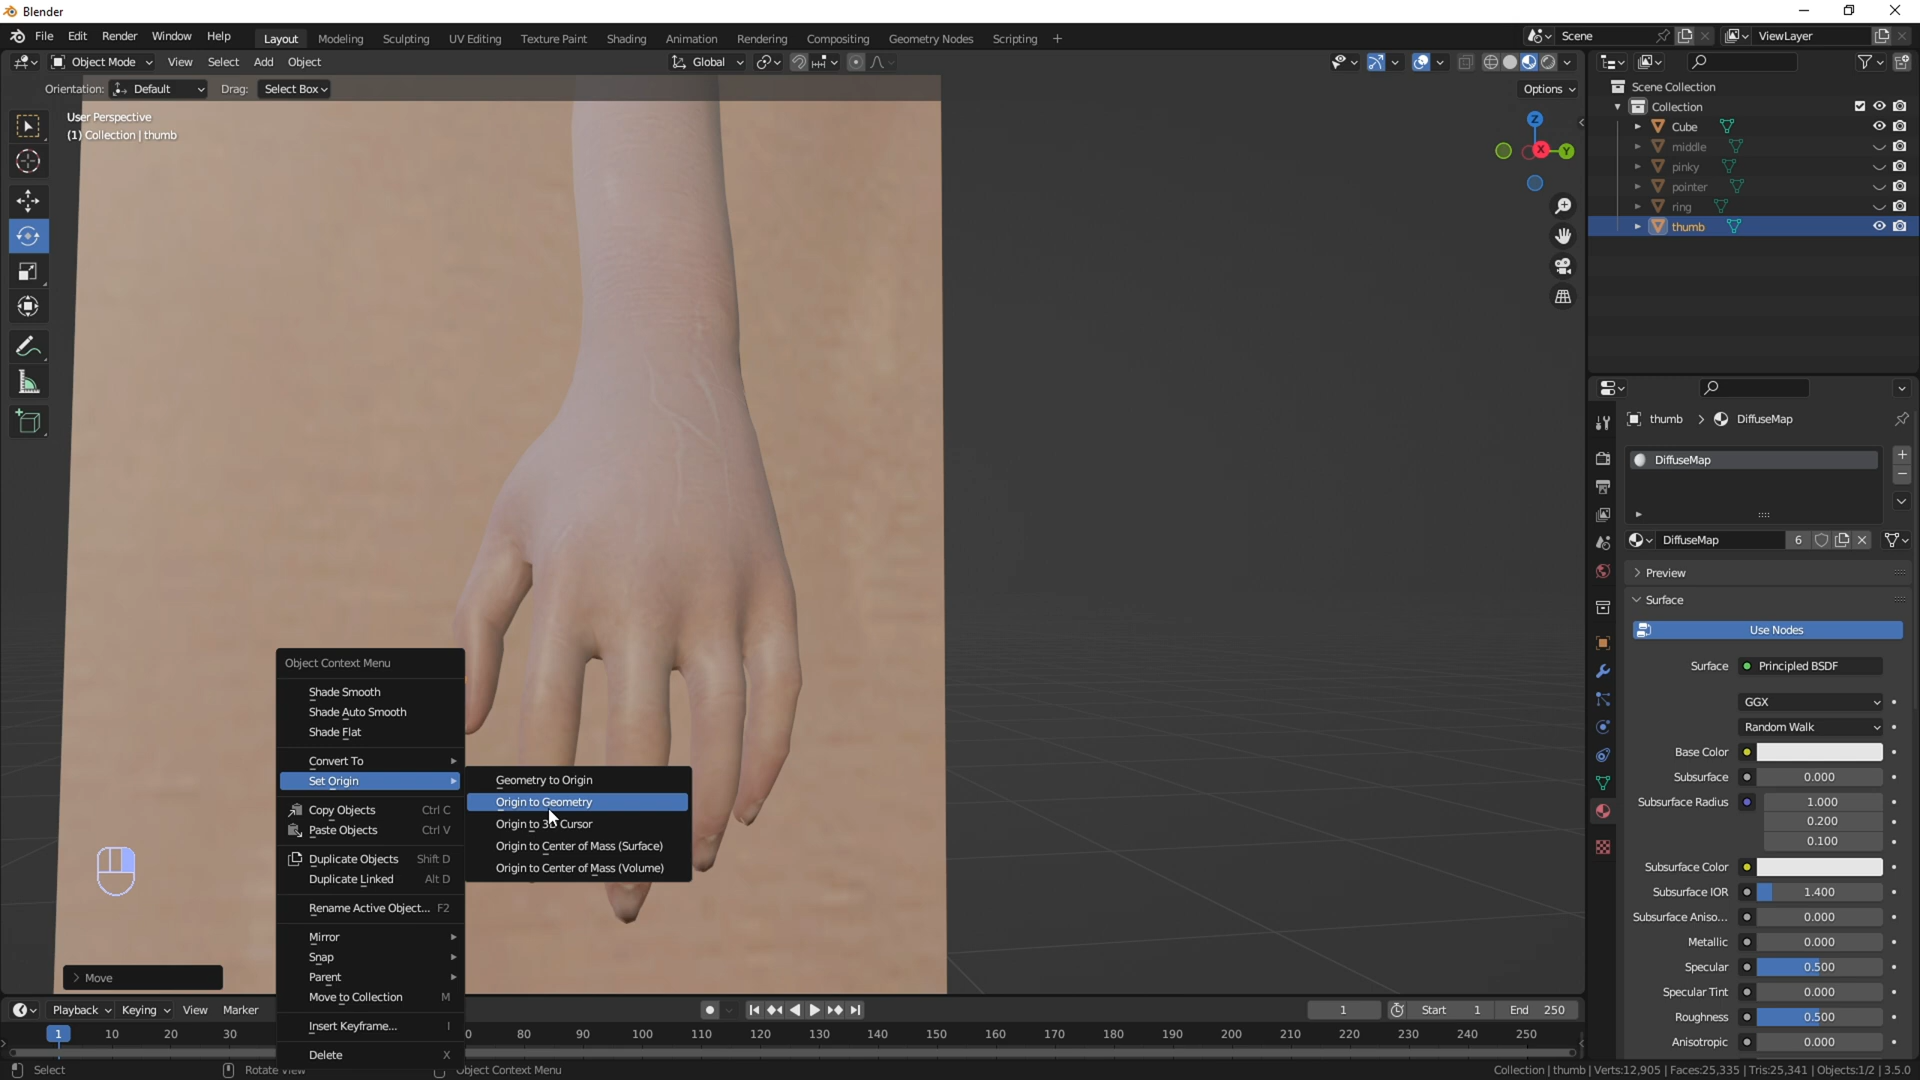 Blender
File Edit Render Window Help
Layout Modeling Sculpting UV Editing Texture Paint Shading Animation Rendering Compositing Geometry Nodes Scripting +
Scene
ViewLayer
Object Mode View Select Add Object
Global
Orientation: Default Drag: Select Box
Options
User Perspective
(1) Collection | thumb
Z
X
Y
Scene Collection
Collection
Cube
middle
pinky
pointer
ring
thumb
thumb > DiffuseMap
DiffuseMap
DiffuseMap 6
Preview
Surface
Use Nodes
Surface Principled BSDF
GGX
Random Walk
Base Color
Subsurface 0.000
Subsurface Radius 1.000
0.200
0.100
Subsurface Color
Subsurface IOR 1.400
Subsurface Aniso... 0.000
Metallic 0.000
Specular 0.500
Specular Tint 0.000
Roughness 0.500
Anisotropic 0.000
Object Context Menu
Shade Smooth
Shade Auto Smooth
Shade Flat
Convert To
Set Origin
Copy Objects Ctrl C
Paste Objects Ctrl V
Duplicate Objects Shift D
Duplicate Linked Alt D
Rename Active Object... F2
Mirror
Snap
Parent
Move to Collection M
Insert Keyframe... I
Delete X
Geometry to Origin
Origin to Geometry
Origin to 3D Cursor
Origin to Center of Mass (Surface)
Origin to Center of Mass (Volume)
> Move
Playback Keying View Marker
1 Start 1 End 250
1 10 20 30 0 80 90 100 110 120 130 140 150 160 170 180 190 200 210 220 230 240 250
Select Rotate View Object Context Menu
Collection | thumb | Verts:12,905 | Faces:25,335 | Tris:25,341 | Objects:1/2 | 3.5.0